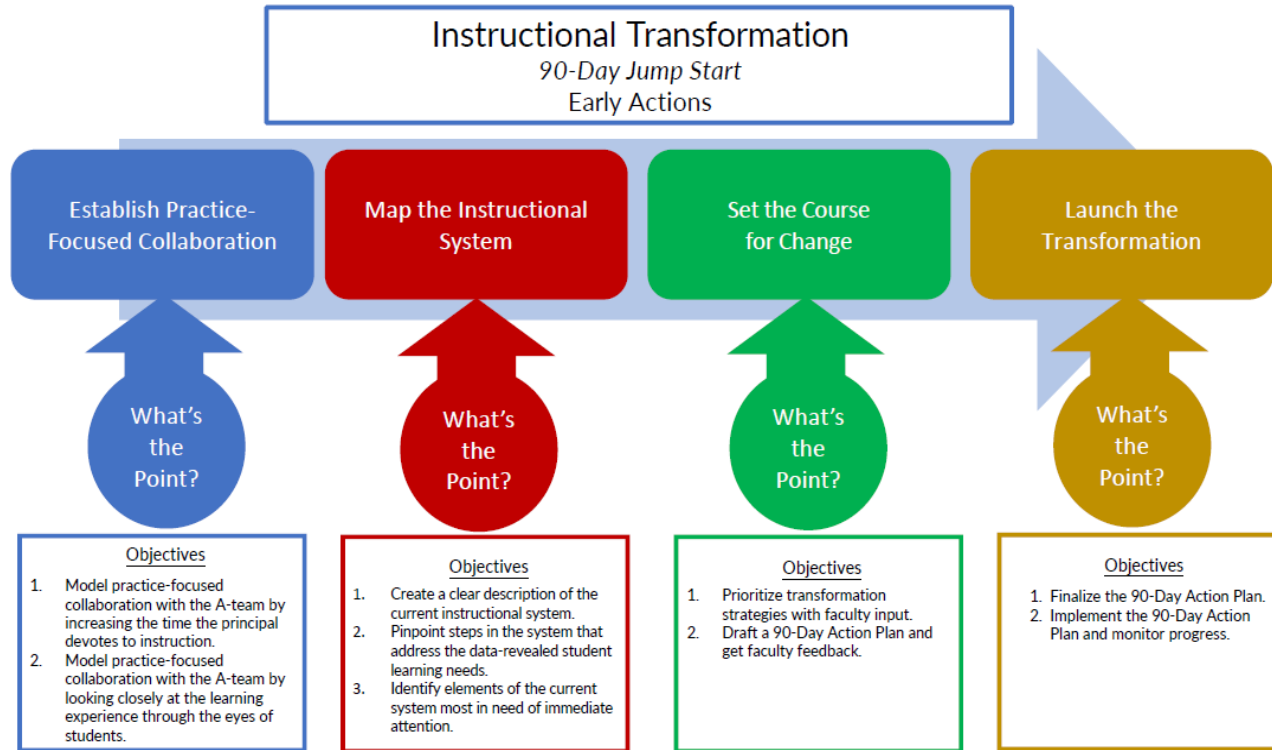 Instructional Transformation
90-Day Jump Start
Early Actions
Establish Practice-
Focused Collaboration
Map the Instructional
System
Set the Course
for Change
Launch the
Transformation
What's
the
Point?
What's
the
Point?
What's
the
Point?
What's
the
Point?
Objectives
1. Model practice-focused
collaboration with the A-team by
increasing the time the principal
devotes to instruction.
2. Model practice-focused
collaboration with the A-team by
looking closely at the learning
experience through the eyes of
students.
Objectives
1. Create a clear description of the
current instructional system.
2. Pinpoint steps in the system that
address the data-revealed student
learning needs.
3. Identify elements of the current
system most in need of immediate
attention.
Objectives
1. Prioritize transformation
strategies with faculty input.
2. Draft a 90-Day Action Plan and
get faculty feedback.
Objectives
1. Finalize the 90-Day Action Plan.
2. Implement the 90-Day Action
Plan and monitor progress.